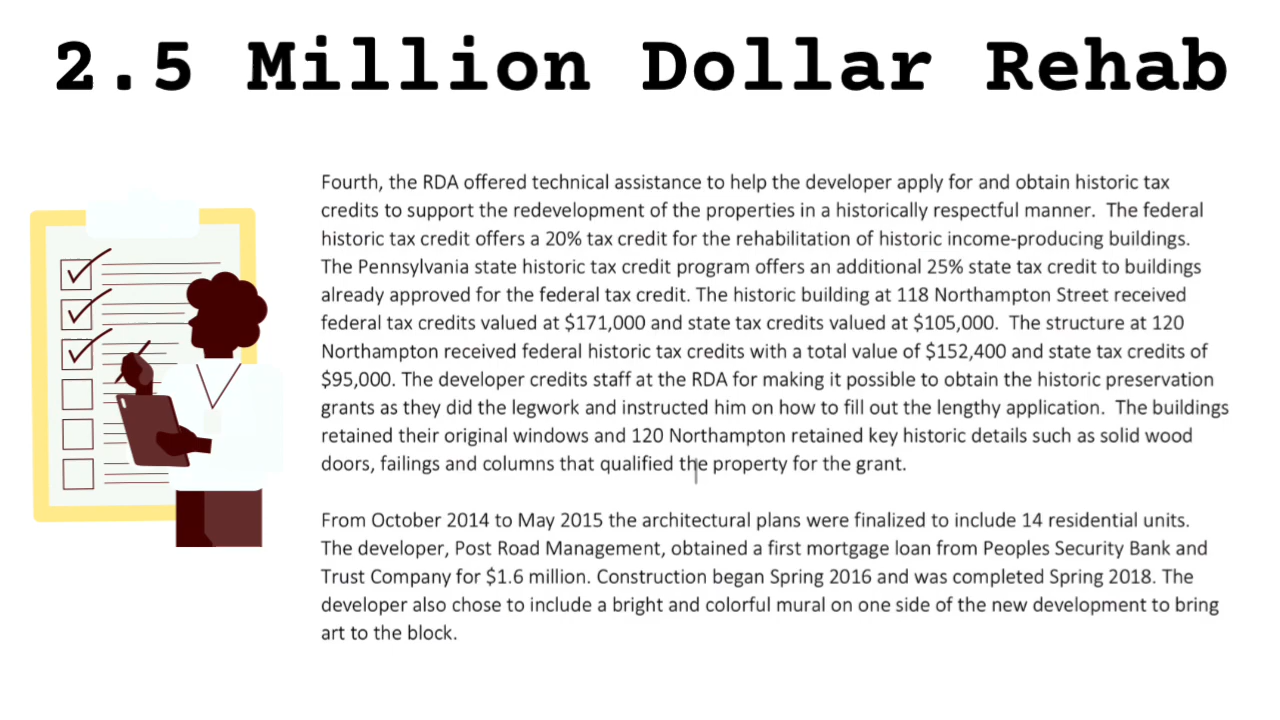 2.5 Million Dollar Rehab
Fourth, the RDA offered technical assistance to help the developer apply for and obtain historic tax
credits to support the redevelopment of the properties in a historically respectful manner.  The federal
historic tax credit offers a 20% tax credit for the rehabilitation of historic income-producing buildings.
The Pennsylvania state historic tax credit program offers an additional 25% state tax credit to buildings
already approved for the federal tax credit. The historic building at 118 Northampton Street received
federal tax credits valued at $171,000 and state tax credits valued at $105,000.  The structure at 120
Northampton received federal historic tax credits with a total value of $152,400 and state tax credits of
$95,000. The developer credits staff at the RDA for making it possible to obtain the historic preservation
grants as they did the legwork and instructed him on how to fill out the lengthy application.  The buildings
retained their original windows and 120 Northampton retained key historic details such as solid wood
doors, failings and columns that qualified the property for the grant.
From October 2014 to May 2015 the architectural plans were finalized to include 14 residential units.
The developer, Post Road Management, obtained a first mortgage loan from Peoples Security Bank and
Trust Company for $1.6 million. Construction began Spring 2016 and was completed Spring 2018. The
developer also chose to include a bright and colorful mural on one side of the new development to bring
art to the block.